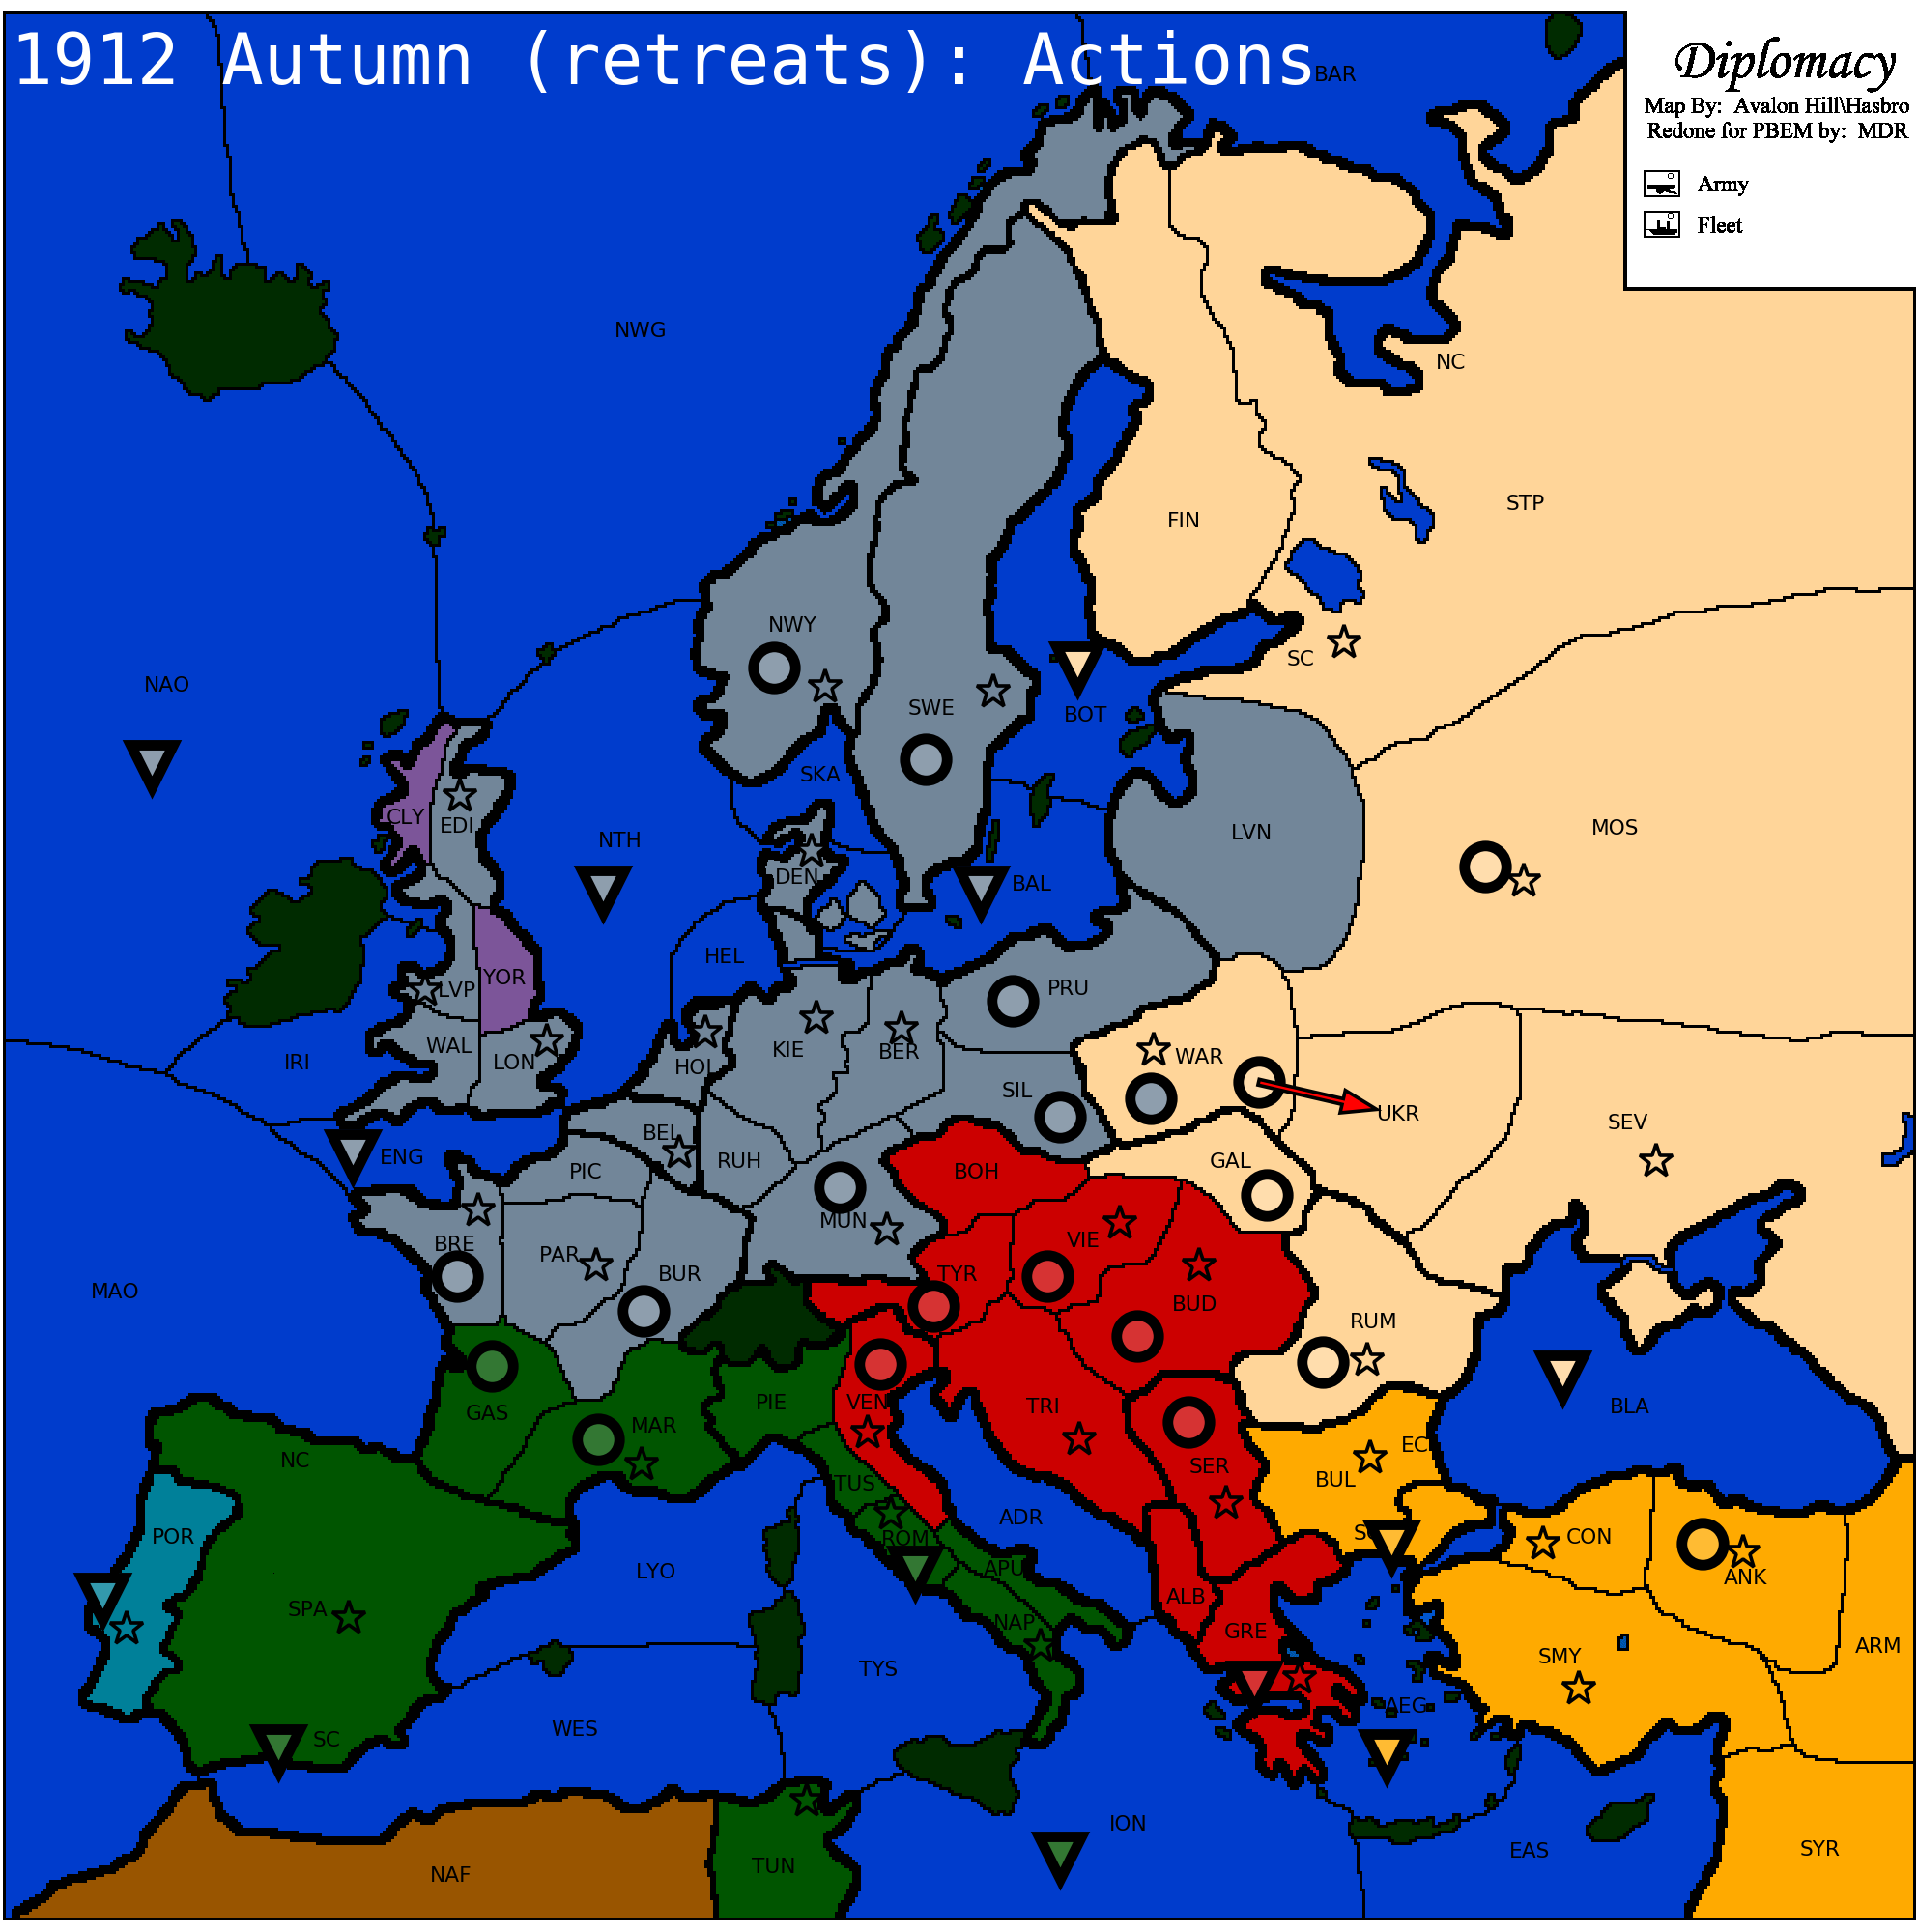 1912 Autumn (retreats): Actions
Diplomacy
Map By: Avalon Hill\Hasbro
Redone for PBEM by: MDR
Army
Fleet
BAR
NWG
NC
STP
FIN
NWY
SC
NAO
SWE
BOT
SKA
CLY
EDI
NTH
LVN
MOS
DEN
BAL
HEL
YOR
LVP
PRU
WAL
LON
IRI
HOL
KIE
BER
WAR
SIL
UKR
SEV
ENG
BEL
PIC
RUH
BOH
GAL
MUN
BRE
PAR
BUR
TYR
VIE
BUD
MAO
RUM
GAS
MAR
PIE
VEN
TRI
BLA
NC
TUS
SER
BUL
EC
POR
ROM
ADR
CON
LYO
APU
ANK
SPA
NAP
ALB
GRE
SMY
ARM
TYS
AEG
WES
SC
ION
EAS
SYR
NAF
TUN